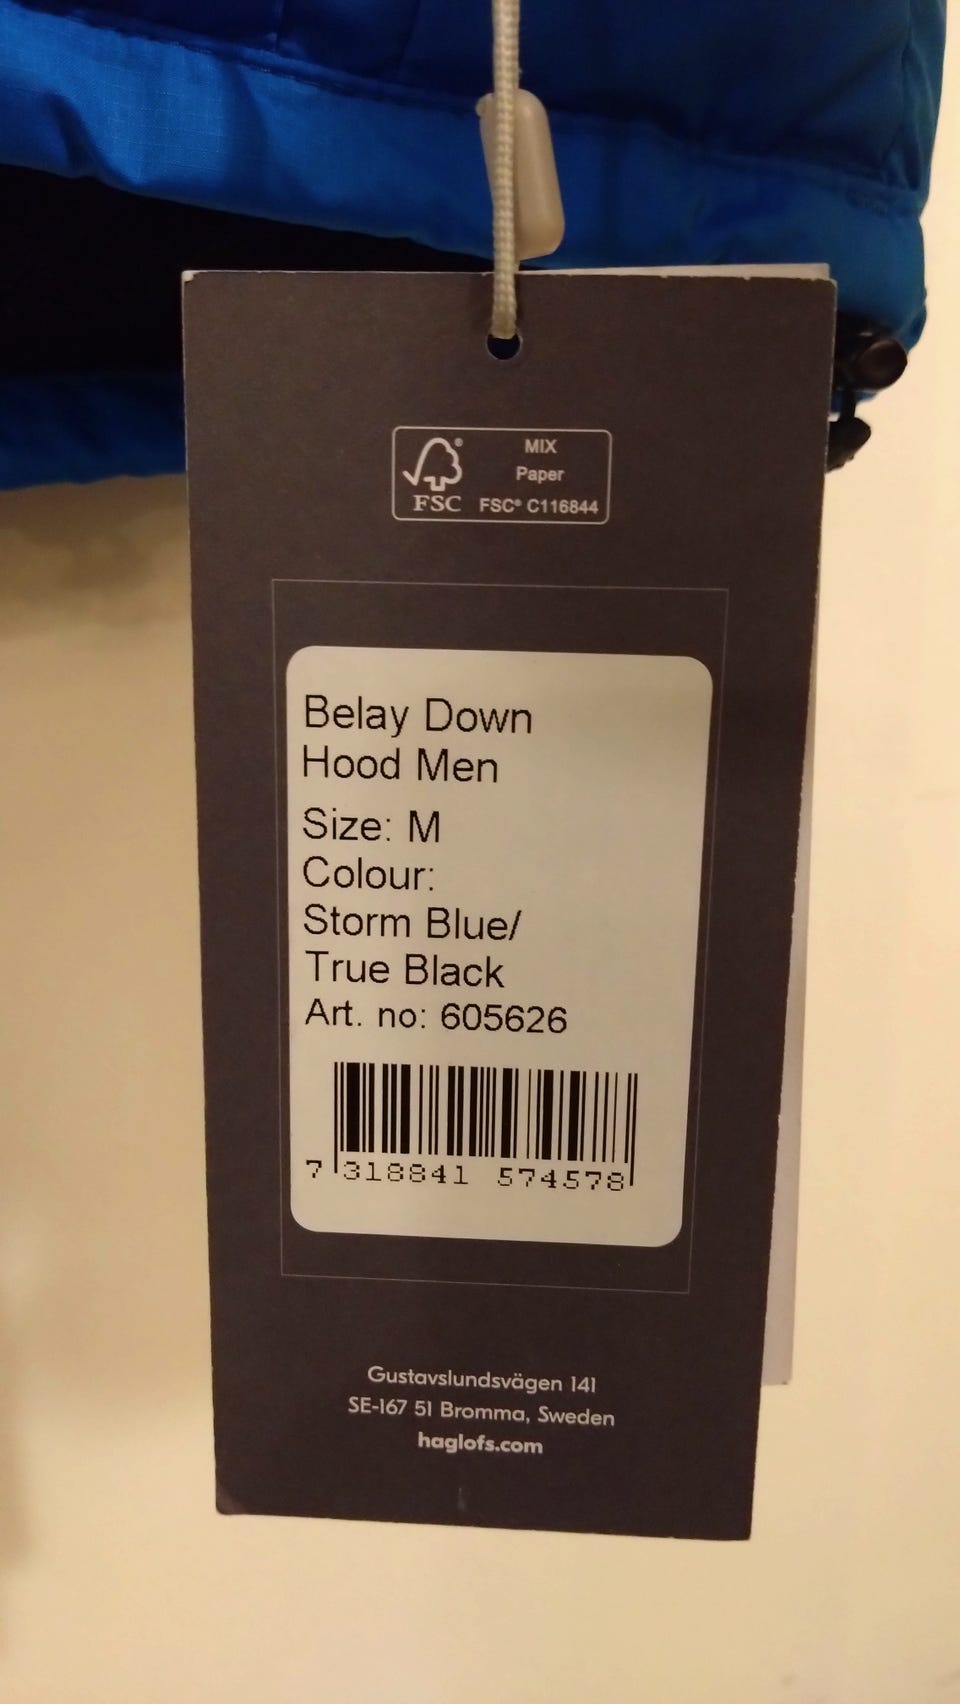 MIX
Paper
FSC® C116844
FSC
Belay Down
Hood Men
Size: M
Colour:
Storm Blue/
True Black
Art. no: 605626
7 318841 574578
Gustavslundsvägen 141
SE-167 51 Bromma, Sweden
haglofs.com